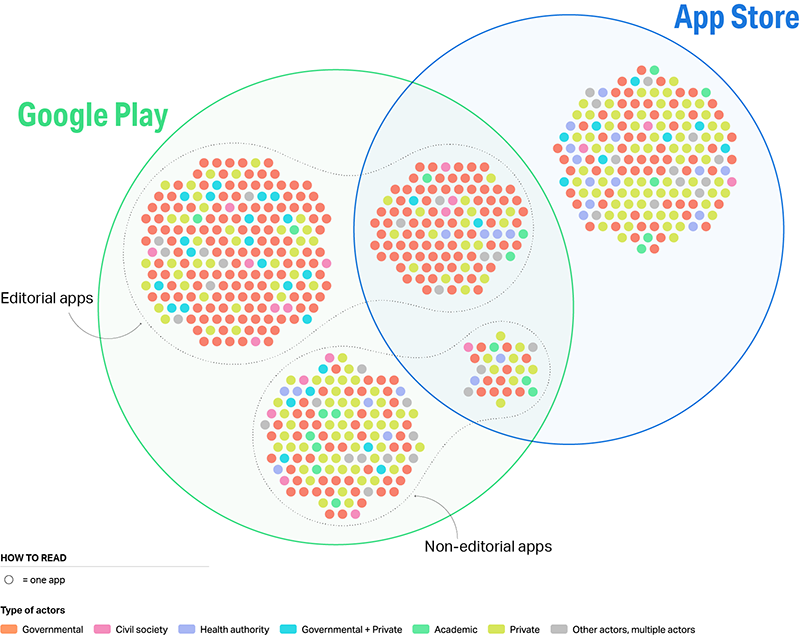 App Store
Google Play
Editorial apps
Non-editorial apps
HOW TO READ
= one app
Type of actors
Governmental Civil society Health authority Governmental + Private Academic Private Other actors, multiple actors